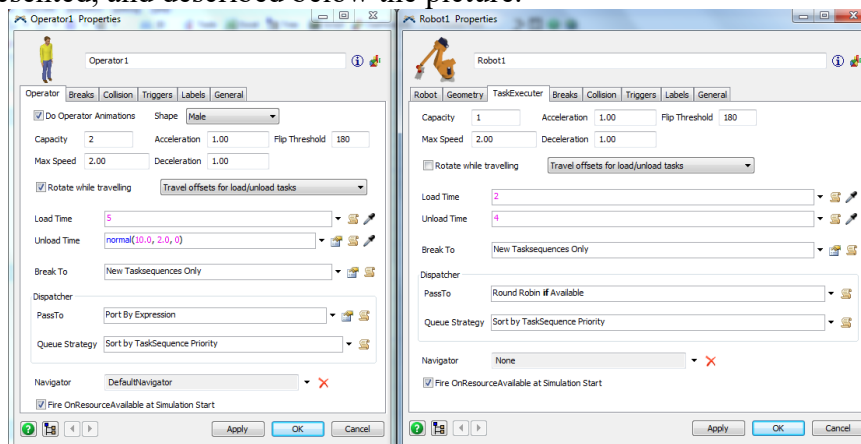 esented, and described below the picture.
Operator1 Properties
Operator1
Operator Breaks Collision Triggers Labels General
Do Operator Animations Shape Male
Capacity 2 Acceleration 1.00 Flip Threshold 180
Max Speed 2.00 Deceleration 1.00
Rotate while travelling Travel offsets for load/unload tasks
Load Time 5
Unload Time normal(10.0, 2.0, 0)
Break To New Tasksequences Only
Dispatcher
PassTo Port By Expression
Queue Strategy Sort by TaskSequence Priority
Navigator DefaultNavigator
Fire OnResourceAvailable at Simulation Start
Apply OK Cancel
Robot1 Properties
Robot1
Robot Geometry TaskExecuter Breaks Collision Triggers Labels General
Capacity 1 Acceleration 1.00 Flip Threshold 180
Max Speed 2.00 Deceleration 1.00
Rotate while travelling Travel offsets for load/unload tasks
Load Time 2
Unload Time 4
Break To New Tasksequences Only
Dispatcher
PassTo Round Robin if Available
Queue Strategy Sort by TaskSequence Priority
Navigator None
Fire OnResourceAvailable at Simulation Start
Apply OK Cancel